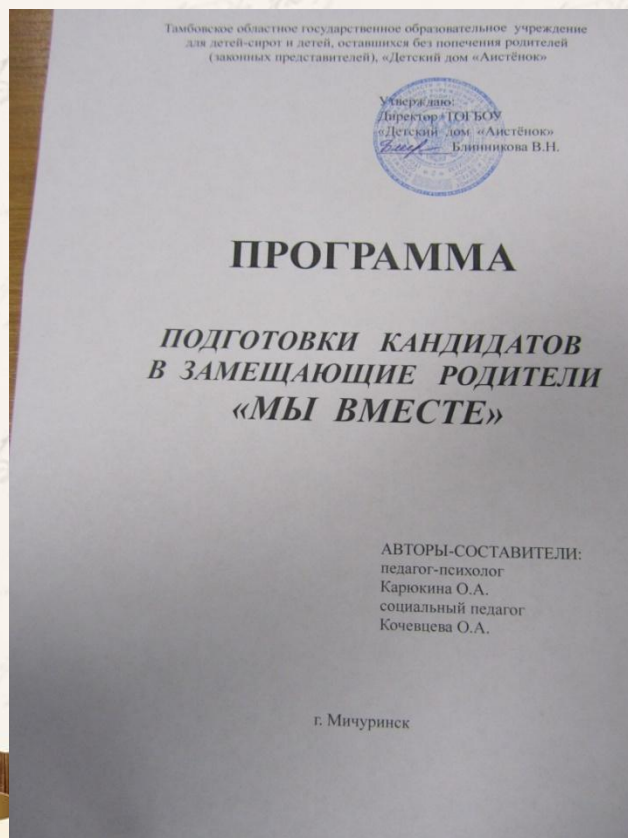 Тамбовское областное государственное образовательное учреждение
для детей-сирот и детей, оставшихся без попечения родителей
(законных представителей), «Детский дом «Аистёнок»
Утверждаю:
Директор ТОГБОУ
«Детский дом «Аистёнок»
Блинникова В.Н.
ПРОГРАММА
ПОДГОТОВКИ КАНДИДАТОВ
В ЗАМЕЩАЮЩИЕ РОДИТЕЛИ
«МЫ ВМЕСТЕ»
АВТОРЫ-СОСТАВИТЕЛИ:
педагог-психолог
Карюкина О.А.
социальный педагог
Кочевцева О.А.
г. Мичуринск